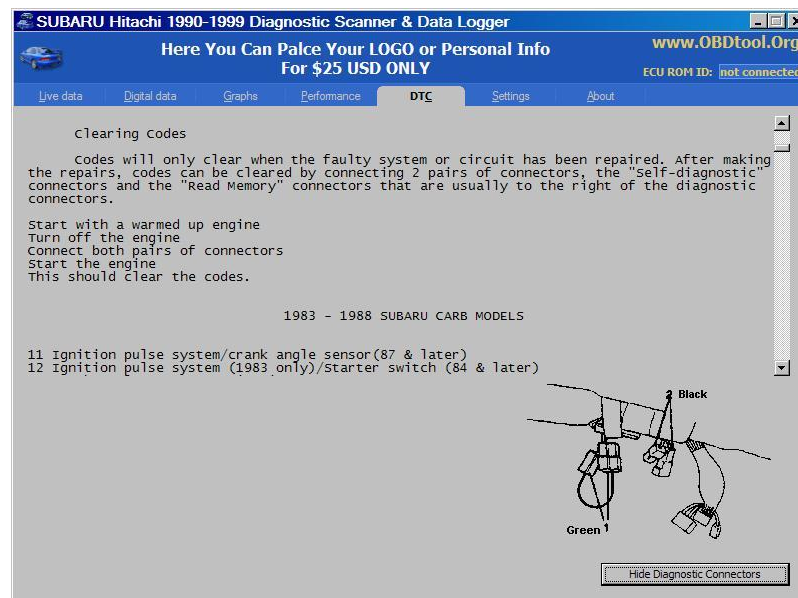 SUBARU Hitachi 1990-1999 Diagnostic Scanner & Data Logger
Here You Can Palce Your LOGO or Personal Info
For $25 USD ONLY
www.OBDtool.Org
ECU ROM ID: not connected
Live data Digital data Graphs Performance DTC Settings About
Clearing Codes
Codes will only clear when the faulty system or circuit has been repaired. After making
the repairs, codes can be cleared by connecting 2 pairs of connectors, the "Self-diagnostic"
connectors and the "Read Memory" connectors that are usually to the right of the diagnostic
connectors.
Start with a warmed up engine
Turn off the engine
Connect both pairs of connectors
Start the engine
This should clear the codes.
1983 - 1988 SUBARU CARB MODELS
11 Ignition pulse system/crank angle sensor(87 & later)
12 Ignition pulse system (1983 only)/Starter switch (84 & later)
2 Black
Green 1
Hide Diagnostic Connectors